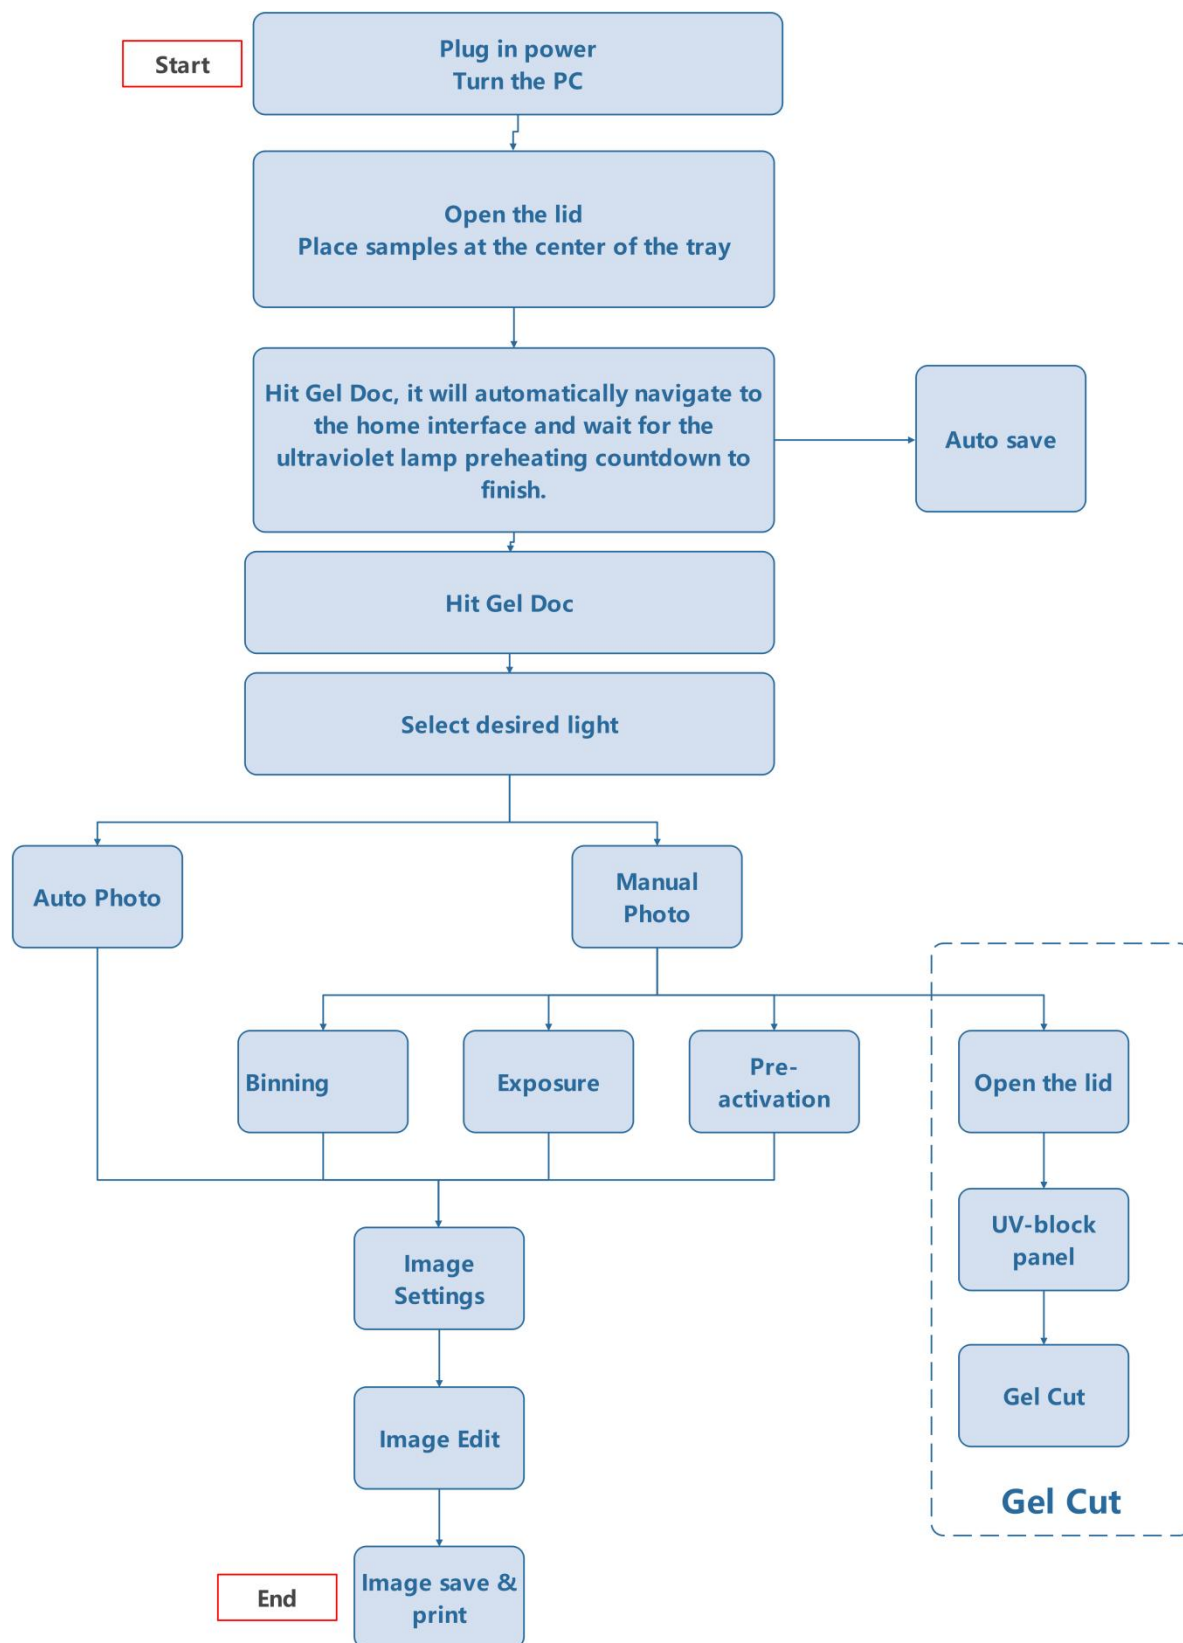 Start
Plug in power
Turn the PC
Open the lid
Place samples at the center of the tray
Hit Gel Doc, it will automatically navigate to
the home interface and wait for the
ultraviolet lamp preheating countdown to
finish.
Auto save
Hit Gel Doc
Select desired light
Auto Photo
Manual
Photo
Binning
Exposure
Pre-
activation
Open the lid
UV-block
panel
Gel Cut
Gel Cut
Image
Settings
Image Edit
End
Image save &
print